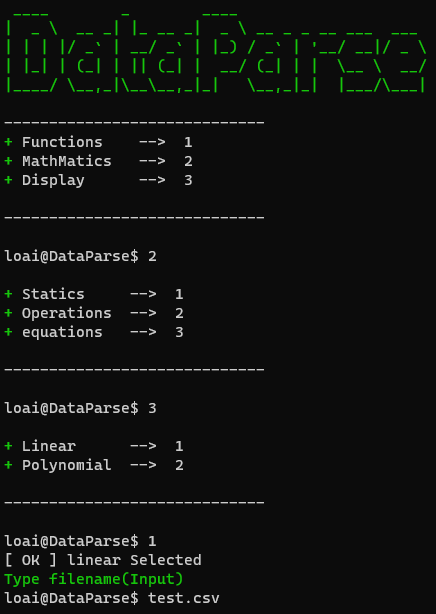 DataParse
-----------------------------
+ Functions    -->  1
+ MathMatics   -->  2
+ Display      -->  3
-----------------------------
loai@DataParse$ 2
+ Statics     -->  1
+ Operations  -->  2
+ equations   -->  3
-----------------------------
loai@DataParse$ 3
+ Linear      -->  1
+ Polynomial  -->  2
-----------------------------
loai@DataParse$ 1
[ OK ] linear Selected
Type filename(Input)
loai@DataParse$ test.csv